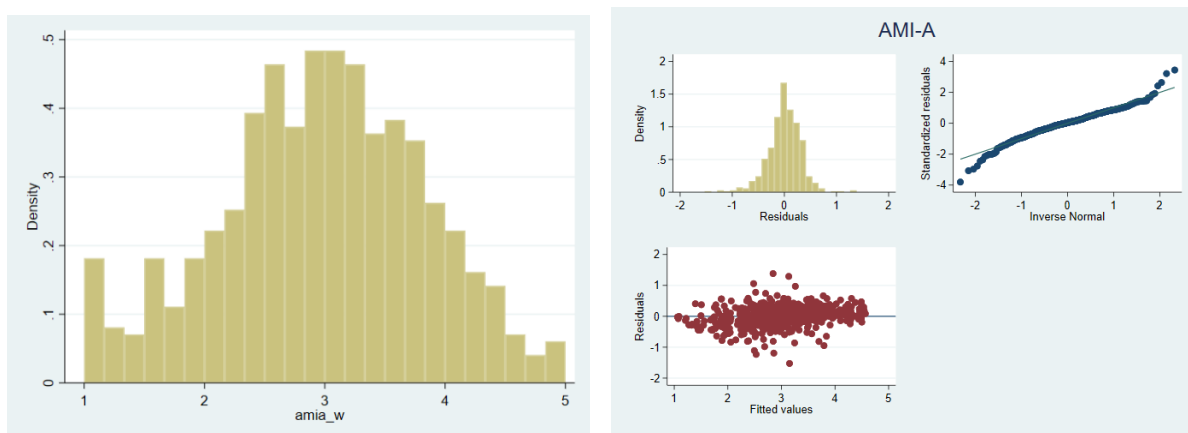 Density
0 .1 .2 .3 .4 .5
1 2 3 4 5
amia_w
AMI-A
Density
0 .5 1 1.5 2
-2 -1 0 1 2
Residuals
Standardized residuals
-4 -2 0 2 4
-2 -1 0 1 2
Inverse Normal
Residuals
-2 -1 0 1 2
1 2 3 4 5
Fitted values